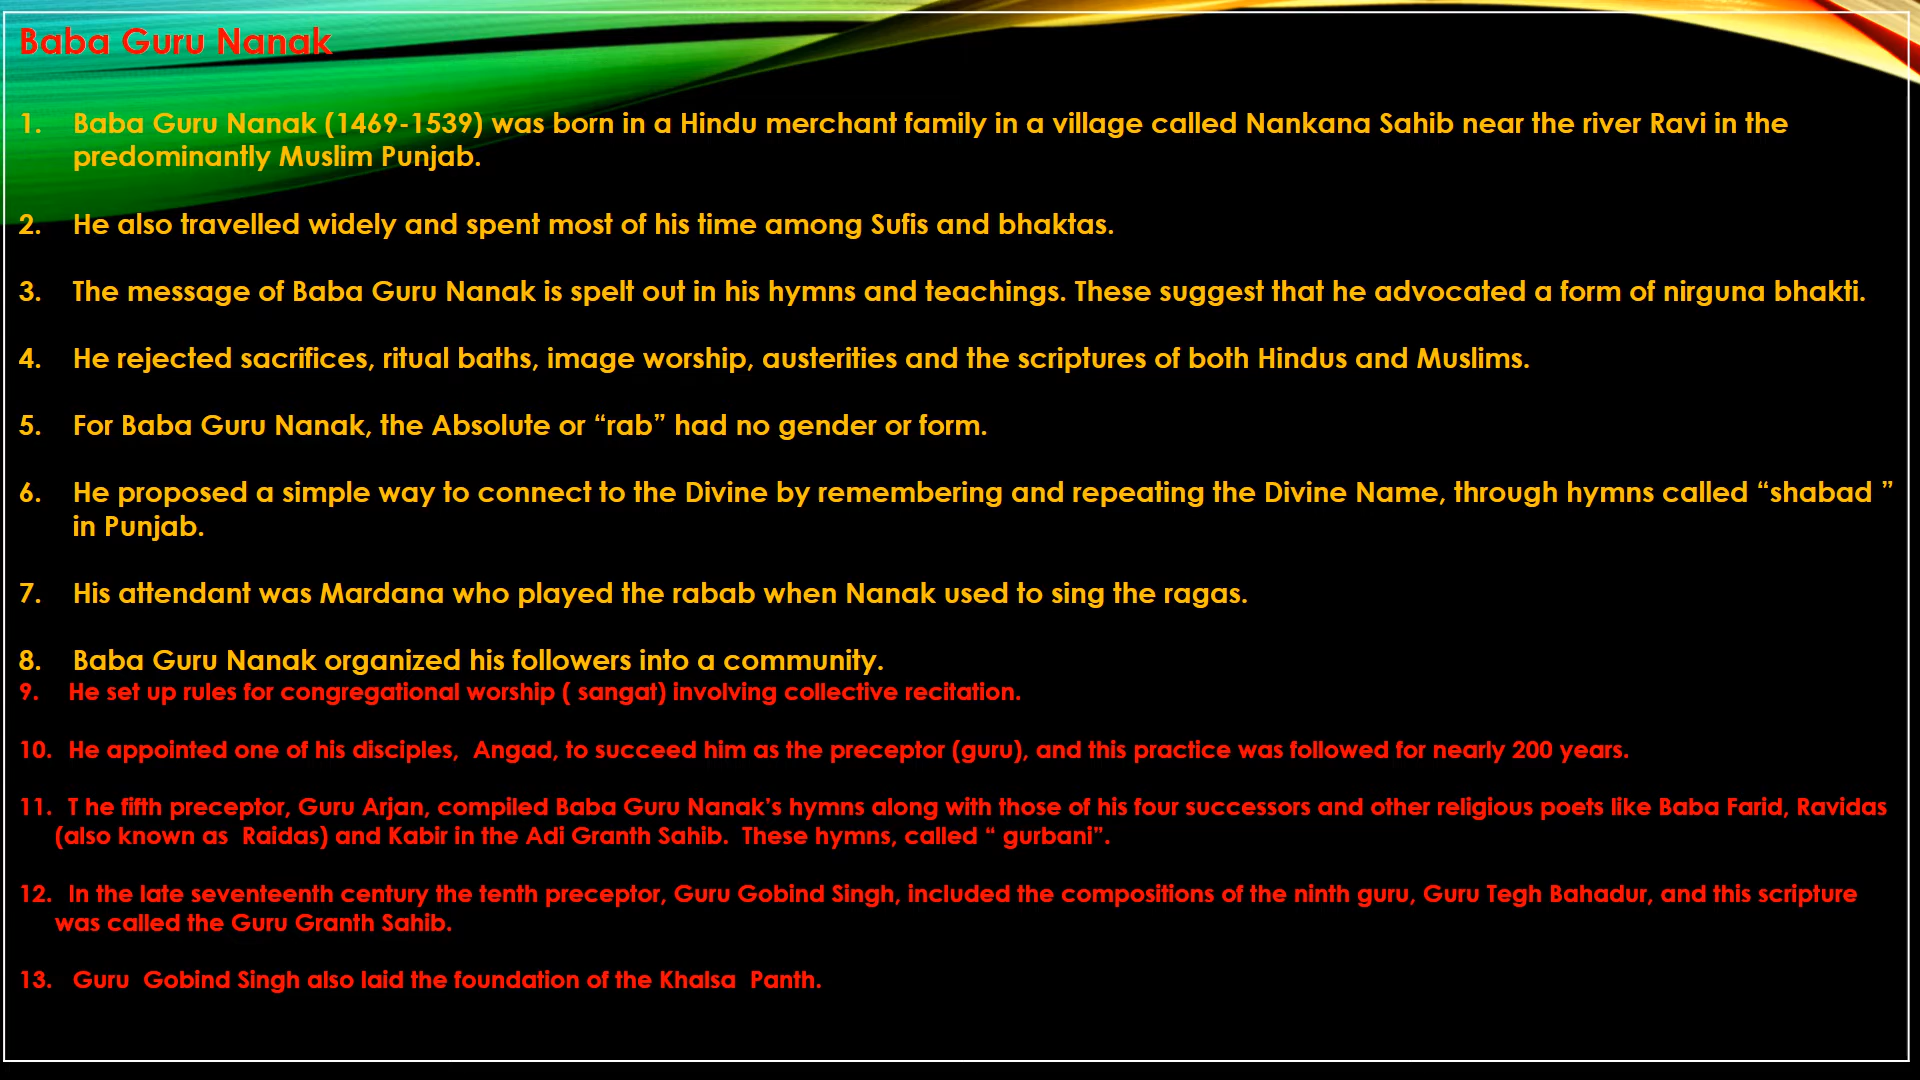 Baba Guru Nanak
1. Baba Guru Nanak (1469-1539) was born in a Hindu merchant family in a village called Nankana Sahib near the river Ravi in the
predominantly Muslim Punjab.
2. He also travelled widely and spent most of his time among Sufis and bhaktas.
3. The message of Baba Guru Nanak is spelt out in his hymns and teachings. These suggest that he advocated a form of nirguna bhakti.
4. He rejected sacrifices, ritual baths, image worship, austerities and the scriptures of both Hindus and Muslims.
5. For Baba Guru Nanak, the Absolute or “rab” had no gender or form.
6. He proposed a simple way to connect to the Divine by remembering and repeating the Divine Name, through hymns called “shabad ”
in Punjab.
7. His attendant was Mardana who played the rabab when Nanak used to sing the ragas.
8. Baba Guru Nanak organized his followers into a community.
9. He set up rules for congregational worship ( sangat) involving collective recitation.
10. He appointed one of his disciples,  Angad, to succeed him as the preceptor (guru), and this practice was followed for nearly 200 years.
11. T he fifth preceptor, Guru Arjan, compiled Baba Guru Nanak’s hymns along with those of his four successors and other religious poets like Baba Farid, Ravidas
(also known as  Raidas) and Kabir in the Adi Granth Sahib.  These hymns, called “ gurbani”.
12. In the late seventeenth century the tenth preceptor, Guru Gobind Singh, included the compositions of the ninth guru, Guru Tegh Bahadur, and this scripture
was called the Guru Granth Sahib.
13. Guru  Gobind Singh also laid the foundation of the Khalsa  Panth.